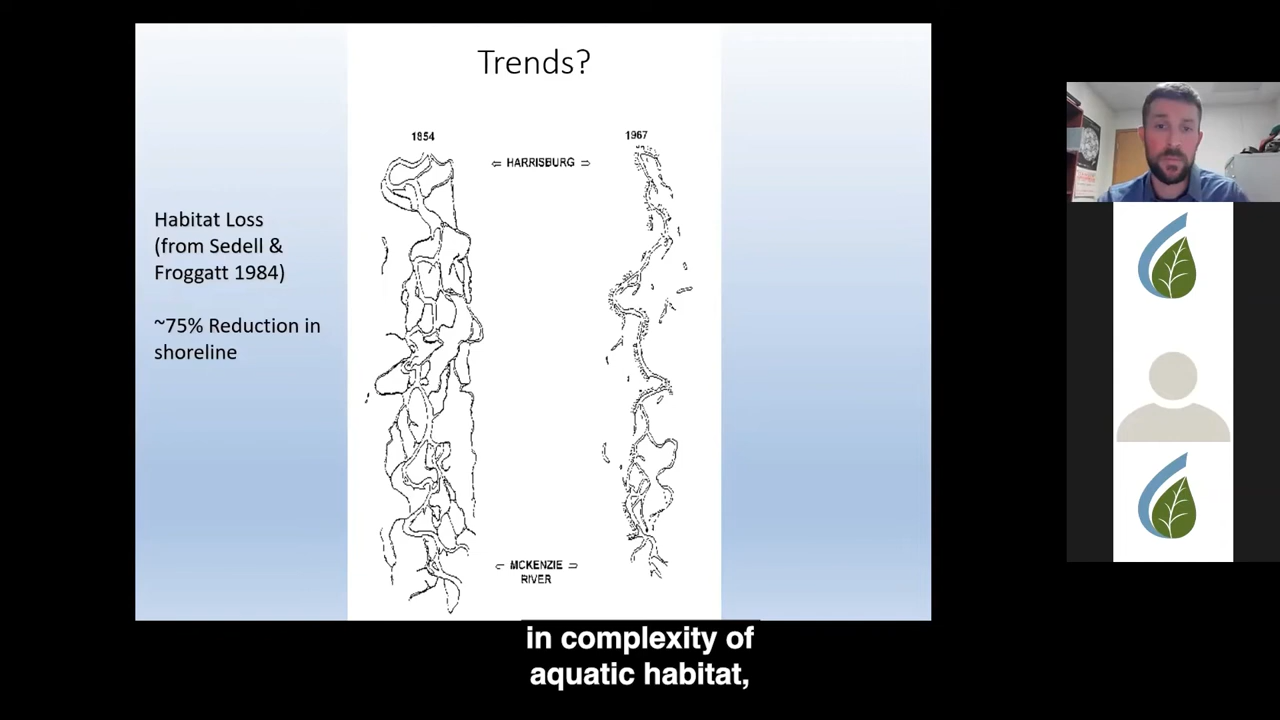 Trends?
1854
1967
⇐ HARRISBURG ⇒
Habitat Loss
(from Sedell &
Froggatt 1984)
~75% Reduction in
shoreline
⇐ MCKENZIE ⇒
RIVER
in complexity of
aquatic habitat,